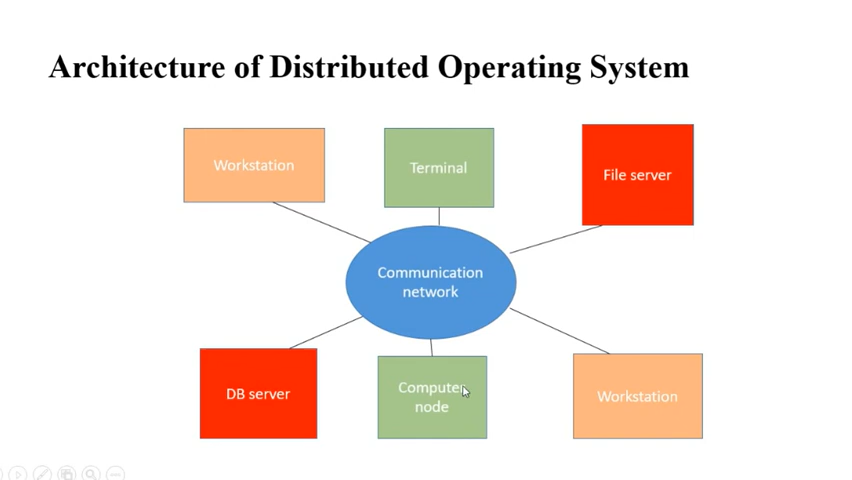 Architecture of Distributed Operating System
Workstation
Terminal
File server
Communication
network
DB server
Computer
node
Workstation